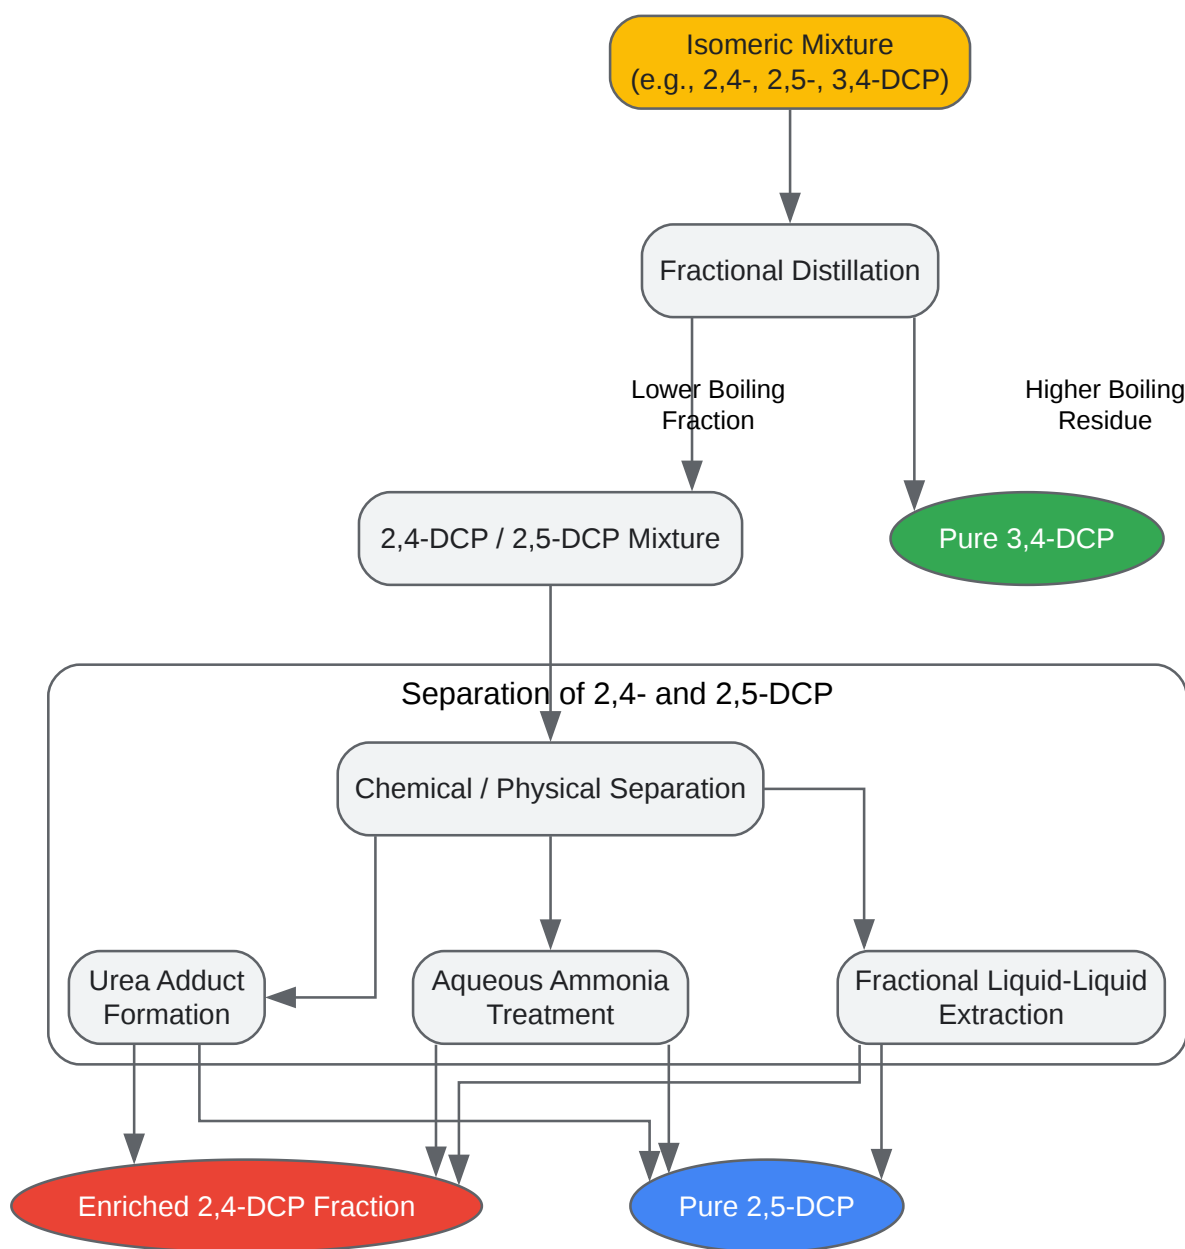 Isomeric Mixture
(e.g., 2,4-, 2,5-, 3,4-DCP)
Fractional Distillation
Lower Boiling
Fraction
Higher Boiling
Residue
2,4-DCP / 2,5-DCP Mixture
Pure 3,4-DCP
Separation of 2,4- and 2,5-DCP
Chemical / Physical Separation
Urea Adduct
Formation
Aqueous Ammonia
Treatment
Fractional Liquid-Liquid
Extraction
Enriched 2,4-DCP Fraction
Pure 2,5-DCP